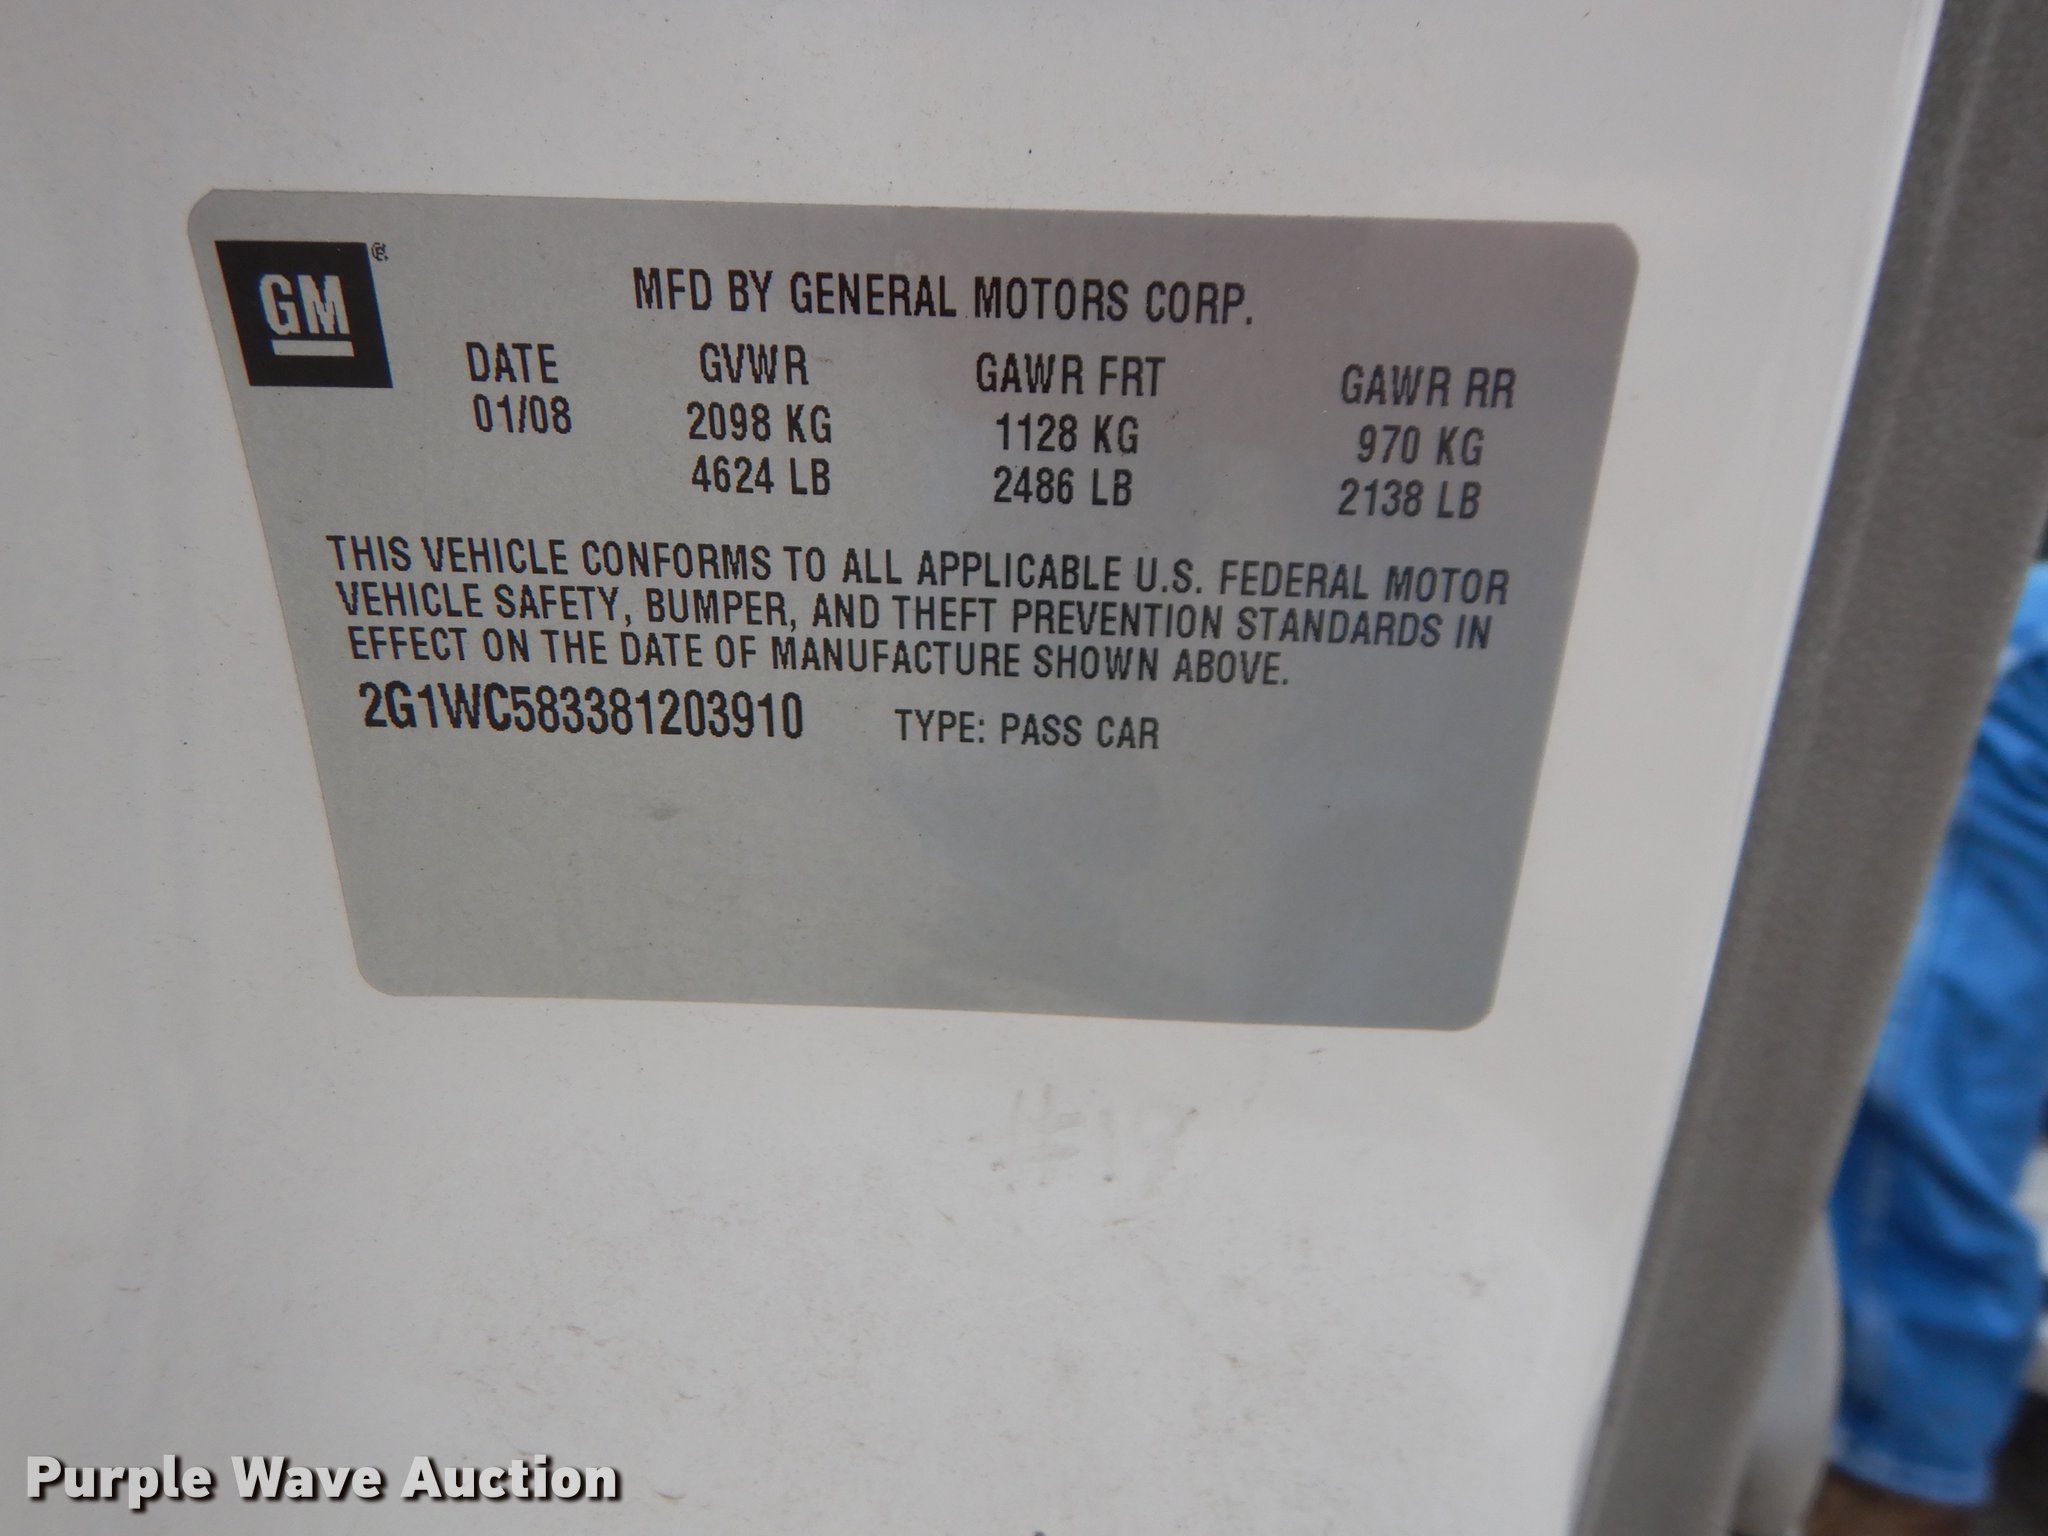 GM®
MFD BY GENERAL MOTORS CORP.
DATE GVWR GAWR FRT GAWR RR
01/08 2098 KG 1128 KG 970 KG
4624 LB 2486 LB 2138 LB
THIS VEHICLE CONFORMS TO ALL APPLICABLE U.S. FEDERAL MOTOR
VEHICLE SAFETY, BUMPER, AND THEFT PREVENTION STANDARDS IN
EFFECT ON THE DATE OF MANUFACTURE SHOWN ABOVE.
2G1WC583381203910 TYPE: PASS CAR
Purple Wave Auction